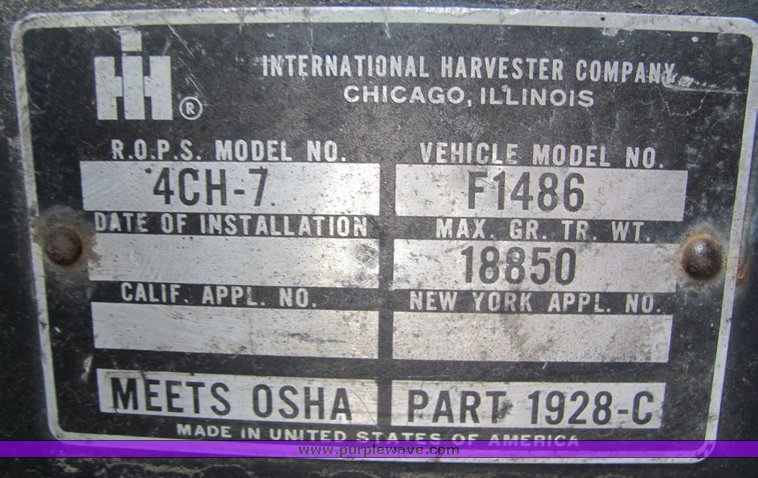 IH ®
INTERNATIONAL HARVESTER COMPANY
CHICAGO, ILLINOIS
R.O.P.S. MODEL NO. VEHICLE MODEL NO.
4CH-7 F1486
DATE OF INSTALLATION MAX. GR. TR. WT.
18850
CALIF. APPL. NO. NEW YORK APPL. NO.
MEETS OSHA PART 1928-C
MADE IN UNITED STATES OF AMERICA
www.purplewave.com